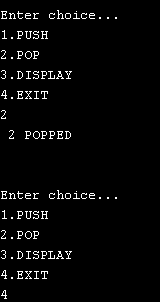 Enter choice...
1.PUSH
2.POP
3.DISPLAY
4.EXIT
2
2 POPPED
Enter choice...
1.PUSH
2.POP
3.DISPLAY
4.EXIT
4